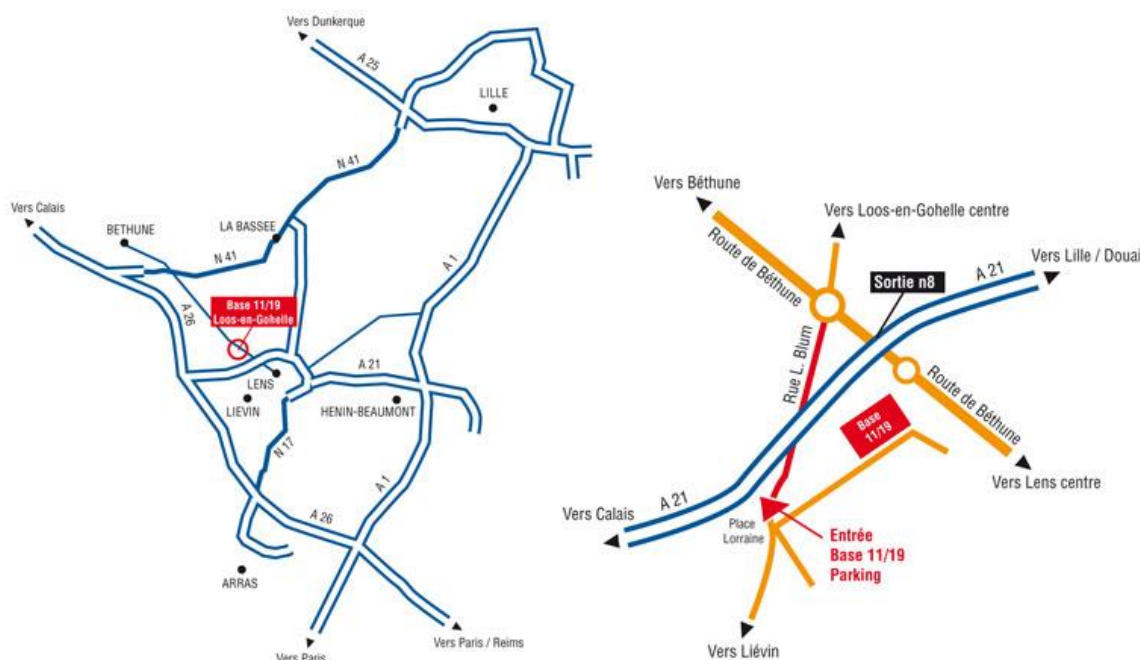 Vers Dunkerque
A 25
LILLE
N 41
Vers Calais
BETHUNE
LA BASSEE
N 41
A 1
A 26
Base 11/19
Loos-en-Gohelle
LENS
A 21
LIEVIN
HENIN-BEAUMONT
N 17
A 1
A 26
ARRAS
Vers Paris
Vers Paris / Reims
Vers Béthune
Vers Loos-en-Gohelle centre
Route de Béthune
Vers Lille / Douai
A 21
Sortie n8
Rue L. Blum
Route de Béthune
Base
11/19
Vers Lens centre
A 21
Vers Calais
Place
Lorraine
Entrée
Base 11/19
Parking
Vers Liévin